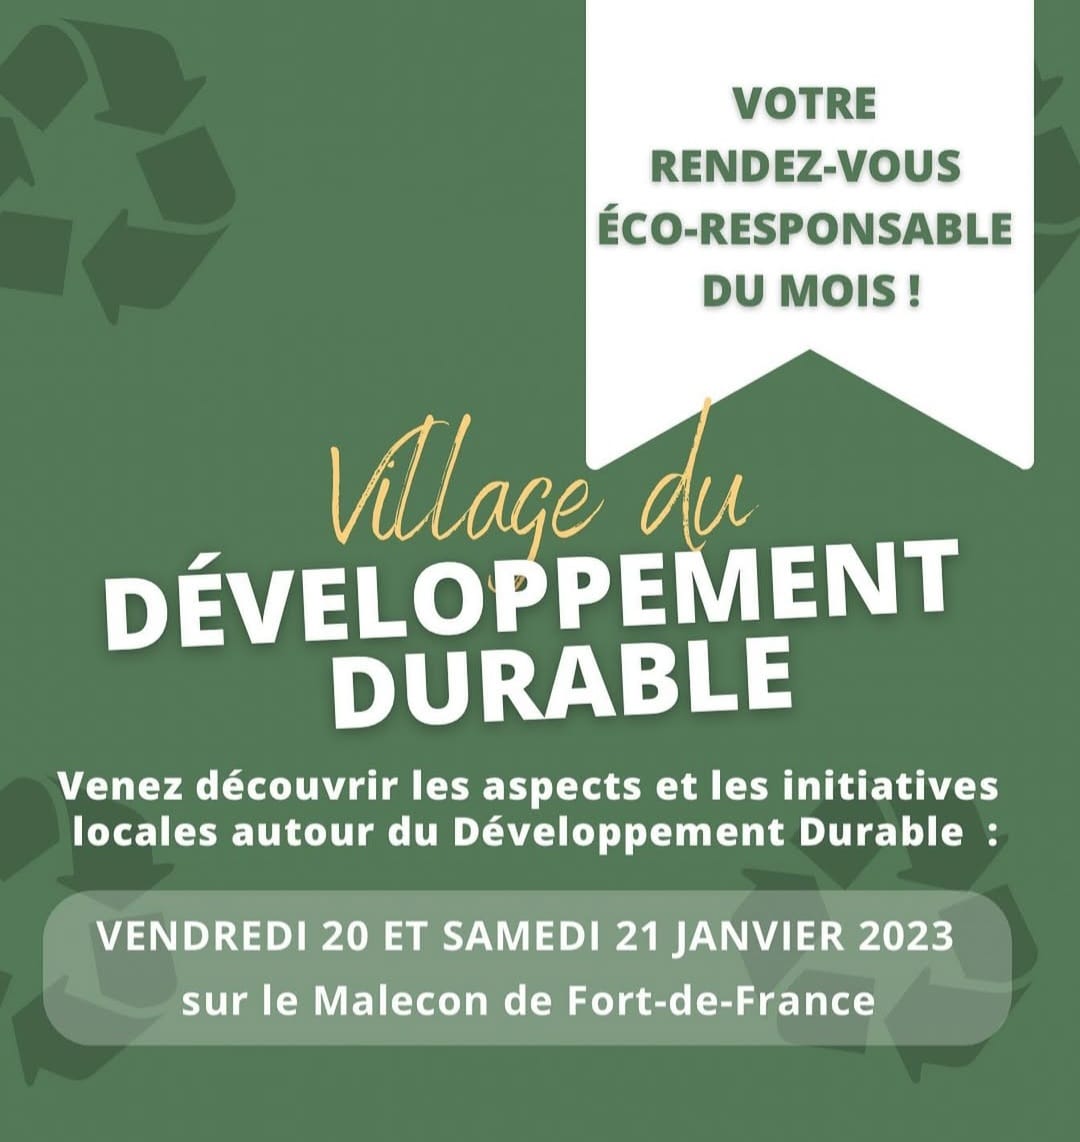 VOTRE
RENDEZ-VOUS
ÉCO-RESPONSABLE
DU MOIS !
Village du
DÉVELOPPEMENT
DURABLE
Venez découvrir les aspects et les initiatives
locales autour du Développement Durable :
VENDREDI 20 ET SAMEDI 21 JANVIER 2023
sur le Malecon de Fort-de-France